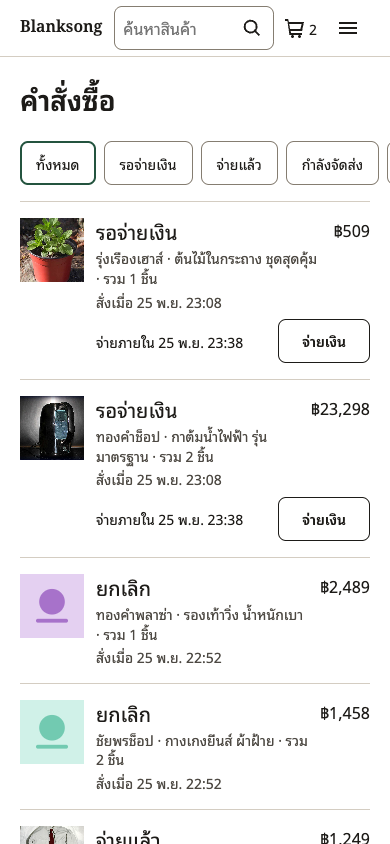 Blanksong
ค้นหาสินค้า
2
คำสั่งซื้อ
ทั้งหมด
รอจ่ายเงิน
จ่ายแล้ว
กำลังจัดส่ง
รอจ่ายเงิน
฿509
รุ่งเรืองเฮาส์ · ต้นไม้ในกระถาง ชุดสุดคุ้ม
· รวม 1 ชิ้น
สั่งเมื่อ 25 พ.ย. 23:08
จ่ายภายใน 25 พ.ย. 23:38
จ่ายเงิน
รอจ่ายเงิน
฿23,298
ทองคำช็อป · กาต้มน้ำไฟฟ้า รุ่น
มาตรฐาน · รวม 2 ชิ้น
สั่งเมื่อ 25 พ.ย. 23:08
จ่ายภายใน 25 พ.ย. 23:38
จ่ายเงิน
ยกเลิก
฿2,489
ทองคำพลาซ่า · รองเท้าวิ่ง น้ำหนักเบา
· รวม 1 ชิ้น
สั่งเมื่อ 25 พ.ย. 22:52
ยกเลิก
฿1,458
ชัยพรช็อป · กางเกงยีนส์ ผ้าฝ้าย · รวม
2 ชิ้น
สั่งเมื่อ 25 พ.ย. 22:52
จ่ายแล้ว
฿1,249